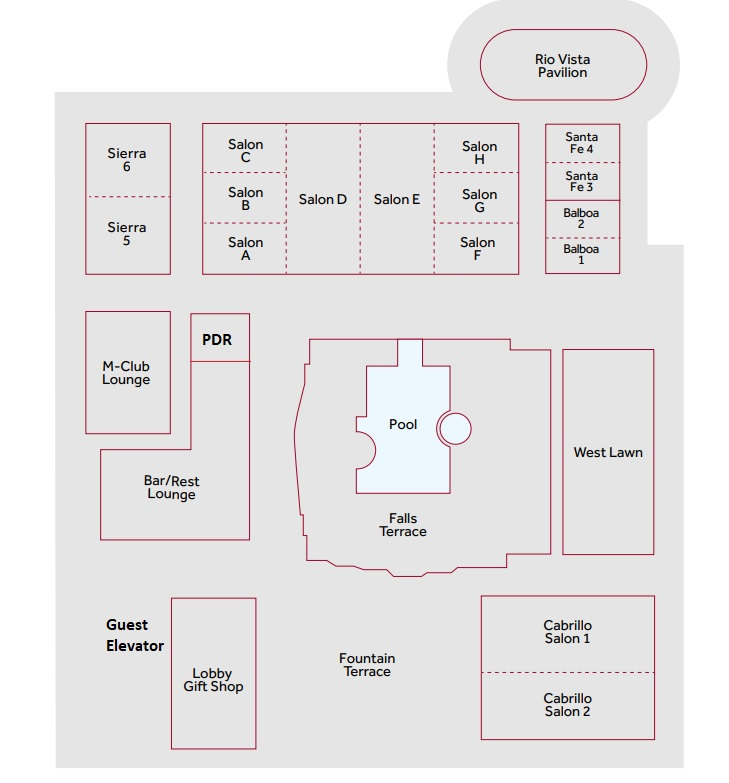 Rio Vista
Pavilion
Sierra
6
Salon
C
Salon
H
Santa
Fe 4
Santa
Fe 3
Salon
B
Salon D
Salon E
Salon
G
Sierra
5
Balboa
2
Salon
A
Salon
F
Balboa
1
PDR
M-Club
Lounge
Pool
West Lawn
Bar/Rest
Lounge
Falls
Terrace
Guest
Elevator
Lobby
Gift Shop
Fountain
Terrace
Cabrillo
Salon 1
Cabrillo
Salon 2